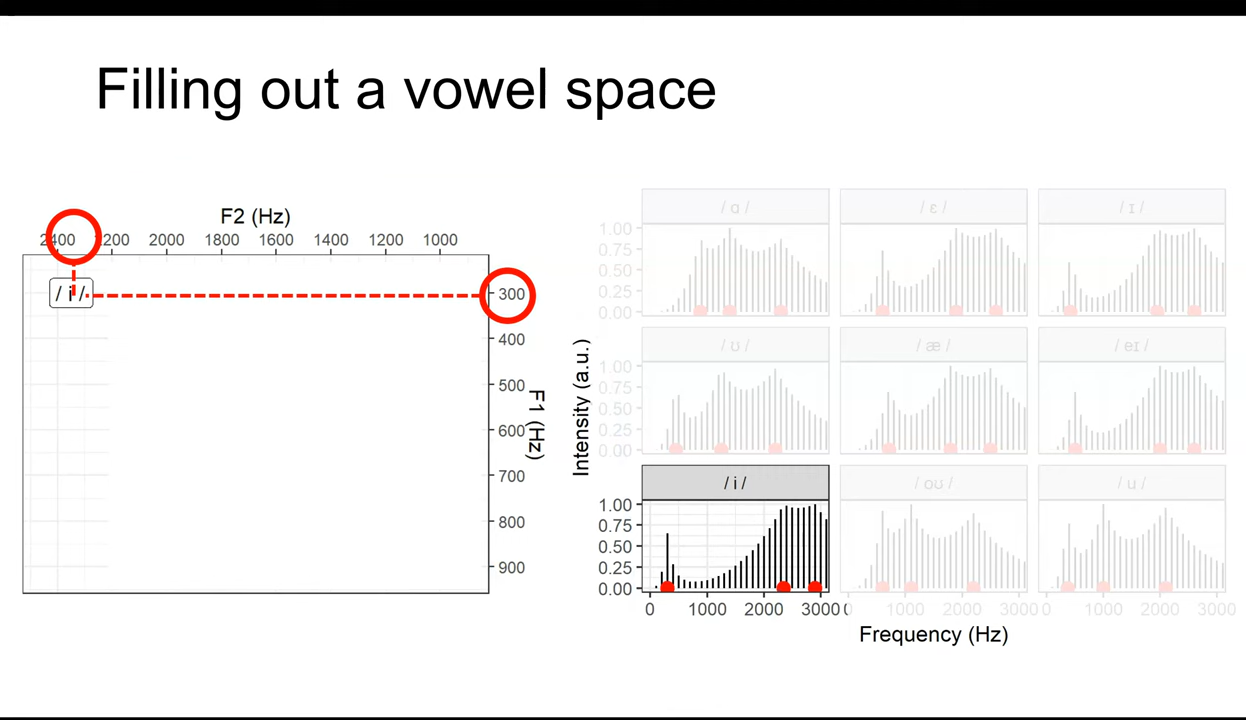 Filling out a vowel space
F2 (Hz)
2400 2200 2000 1800 1600 1400 1200 1000
/ i /
300
400
500
600
700
800
900
F1 (Hz)
Intensity (a.u.)
/ ɑ / / ɛ / / ɪ /
1.00
0.75
0.50
0.25
0.00
/ ʊ / / æ / / eɪ /
1.00
0.75
0.50
0.25
0.00
/ i / / oʊ / / u /
1.00
0.75
0.50
0.25
0.00
0 1000 2000 3000 0 1000 2000 3000 0 1000 2000 3000
Frequency (Hz)